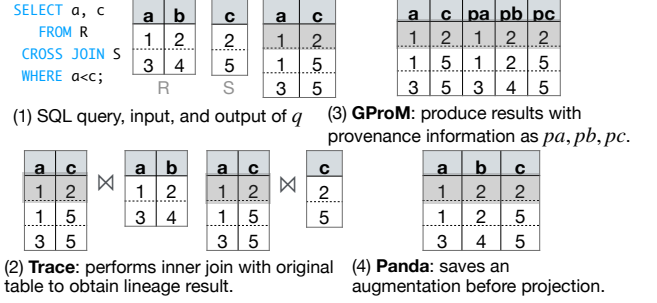 SELECT a, c
FROM R
CROSS JOIN S
WHERE a<c;
a b
1 2
3 4
R
c
2
5
S
a c
1 2
1 5
3 5
(1) SQL query, input, and output of q
a c pa pb pc
1 2 1 2 2
1 5 1 2 5
3 5 3 4 5
(3) GProM: produce results with
provenance information as pa, pb, pc.
a c
1 2
1 5
3 5
⋈
a b
1 2
3 4
a c
1 2
1 5
3 5
⋈
c
2
5
(2) Trace: performs inner join with original
table to obtain lineage result.
a b c
1 2 2
1 2 5
3 4 5
(4) Panda: saves an
augmentation before projection.